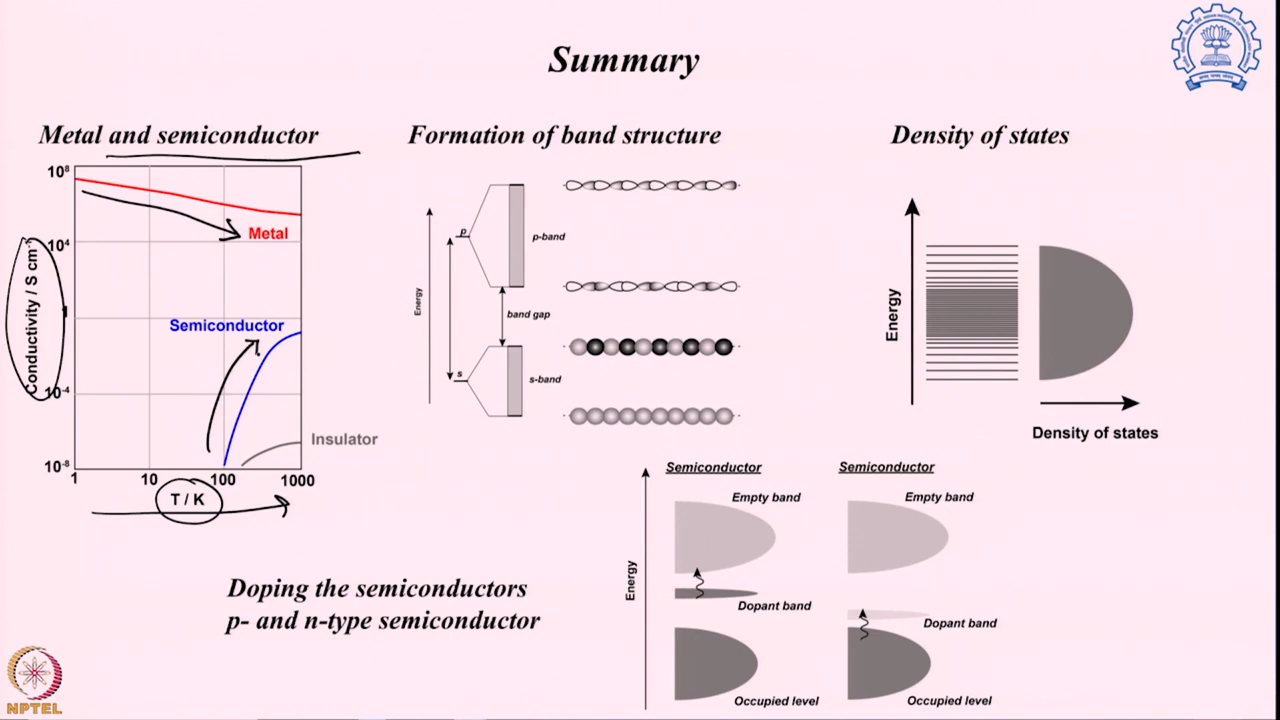 Summary
Metal and semiconductor
10⁸
10⁴
1
10⁻⁴
10⁻⁸
Conductivity / S cm⁻¹
Metal
Semiconductor
Insulator
1 10 100 1000
T / K
Formation of band structure
Energy
p
p-band
band gap
s
s-band
Density of states
Energy
Density of states
Doping the semiconductors
p- and n-type semiconductor
Energy
Semiconductor
Empty band
Dopant band
Occupied level
Semiconductor
Empty band
Dopant band
Occupied level
NPTEL